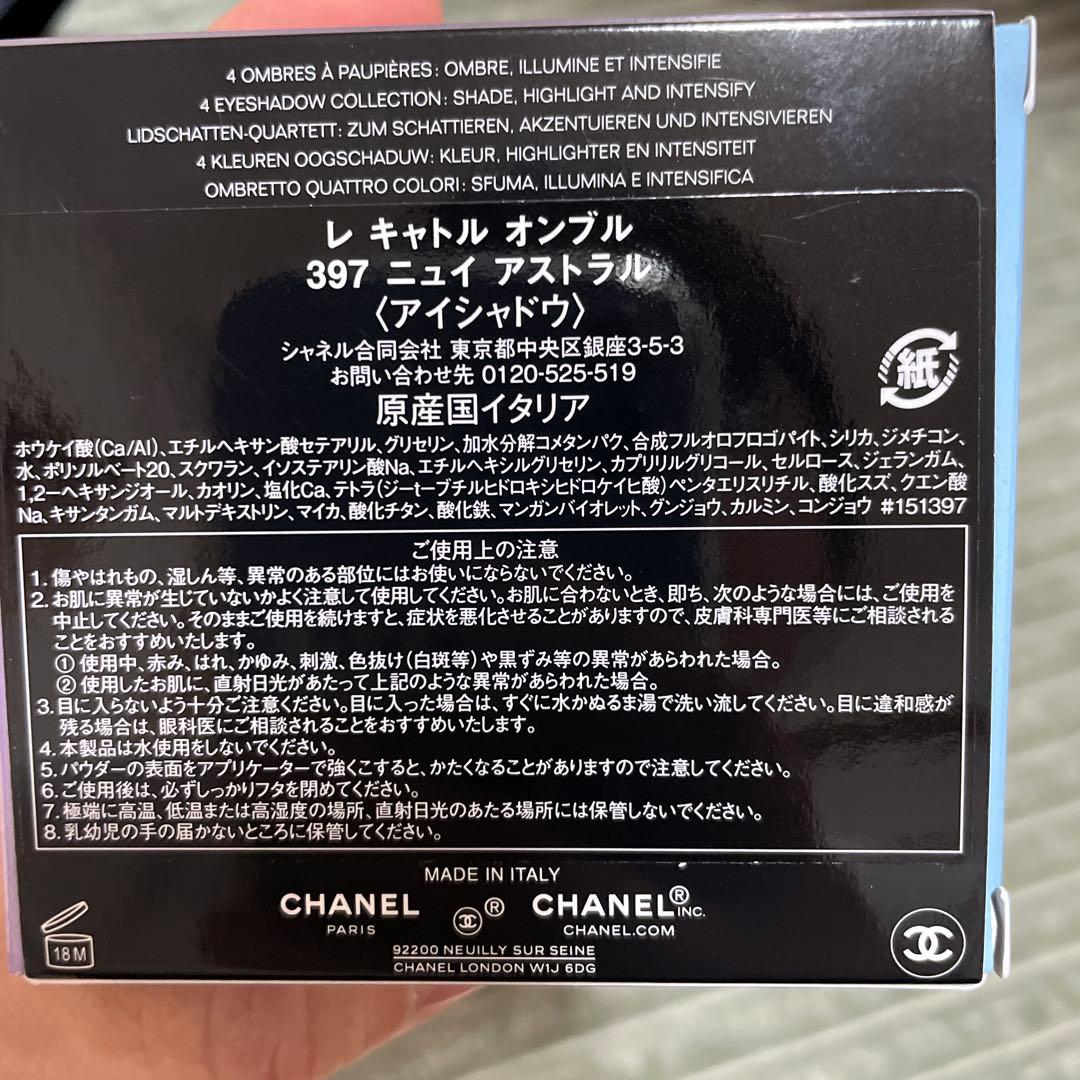 4 OMBRES À PAUPIÈRES : OMBRE, ILLUMINE ET INTENSIFIE
4 EYESHADOW COLLECTION : SHADE, HIGHLIGHT AND INTENSIFY
LIDSCHATTEN-QUARTETT : ZUM SCHATTIEREN, AKZENTUIEREN UND INTENSIVIEREN
4 KLEUREN OOGSCHADUW : KLEUR, HIGHLIGHTER EN INTENSITEIT
OMBRETTO QUATTRO COLORI : SFUMA, ILLUMINA E INTENSIFICA
レ キャトル オンブル
397 ニュイ アストラル
〈アイシャドウ〉
シャネル合同会社 東京都中央区銀座3-5-3
お問い合わせ先 0120-525-519
原産国イタリア
紙
ホウケイ酸(Ca/Al)、エチルヘキサン酸セテアリル、グリセリン、加水分解コメタンパク、合成フルオロフロゴパイト、シリカ、ジメチコン、
水、ポリソルベート20、スクワラン、イソステアリン酸Na、エチルヘキシルグリセリン、カプリリルグリコール、セルロース、ジェランガム、
1,2−ヘキサンジオール、カオリン、塩化Ca、テトラ(ジ−t−ブチルヒドロキシヒドロケイヒ酸)ペンタエリスリチル、酸化スズ、クエン酸
Na、キサンタンガム、マルトデキストリン、マイカ、酸化チタン、酸化鉄、マンガンバイオレット、グンジョウ、カルミン、コンジョウ #151397
ご使用上の注意
1. 傷やはれもの、湿しん等、異常のある部位にはお使いにならないでください。
2. お肌に異常が生じていないかよく注意して使用してください。お肌に合わないとき、即ち、次のような場合には、ご使用を
中止してください。そのままご使用を続けますと、症状を悪化させることがありますので、皮膚科専門医等にご相談される
ことをおすすめいたします。
① 使用中、赤み、はれ、かゆみ、刺激、色抜け(白斑等)や黒ずみ等の異常があらわれた場合。
② 使用したお肌に、直射日光があたって上記のような異常があらわれた場合。
3. 目に入らないよう十分ご注意ください。目に入った場合は、すぐに水かぬるま湯で洗い流してください。目に違和感が
残る場合は、眼科医にご相談されることをおすすめいたします。
4. 本製品は水使用をしないでください。
5. パウダーの表面をアプリケーターで強くこすると、かたくなることがありますので注意してください。
6. ご使用後は、必ずしっかりフタを閉めてください。
7. 極端に高温、低温または高湿度の場所、直射日光のあたる場所には保管しないでください。
8. 乳幼児の手の届かないところに保管してください。
MADE IN ITALY
CHANEL ® CHANEL® INC.
PARIS CHANEL.COM
18M
92200 NEUILLY SUR SEINE
CHANEL LONDON W1J 6DG